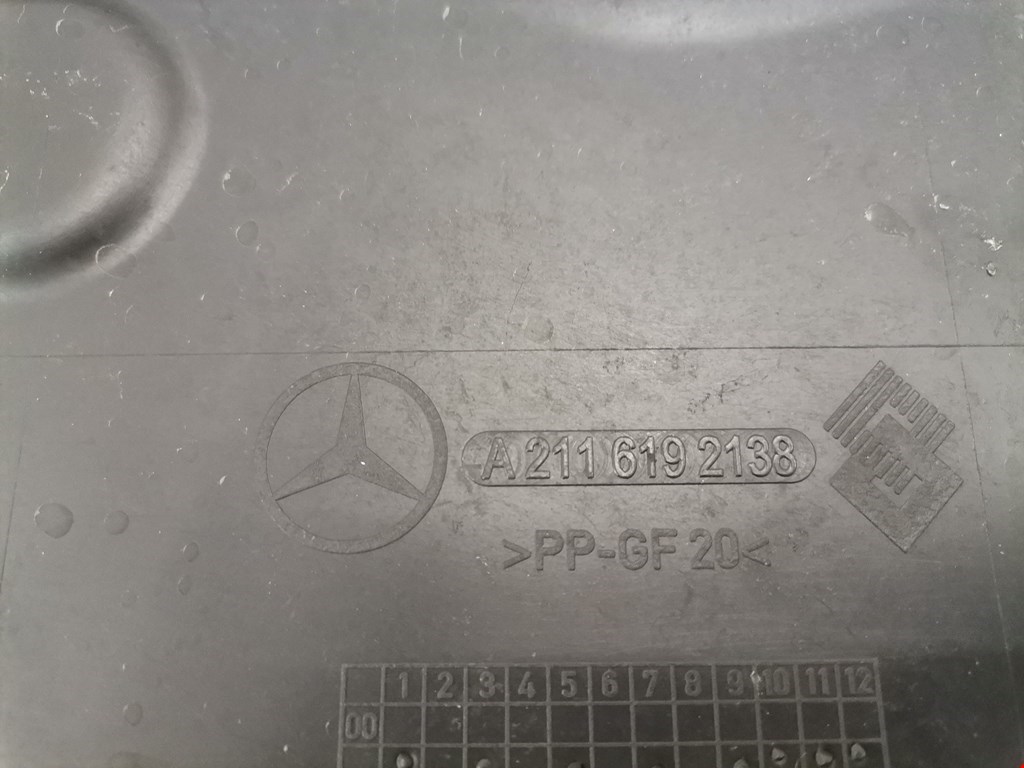 A 211 619 2138
>PP-GF 20<
1 2 3 4 5 6 7 8 9 10 11 12
00